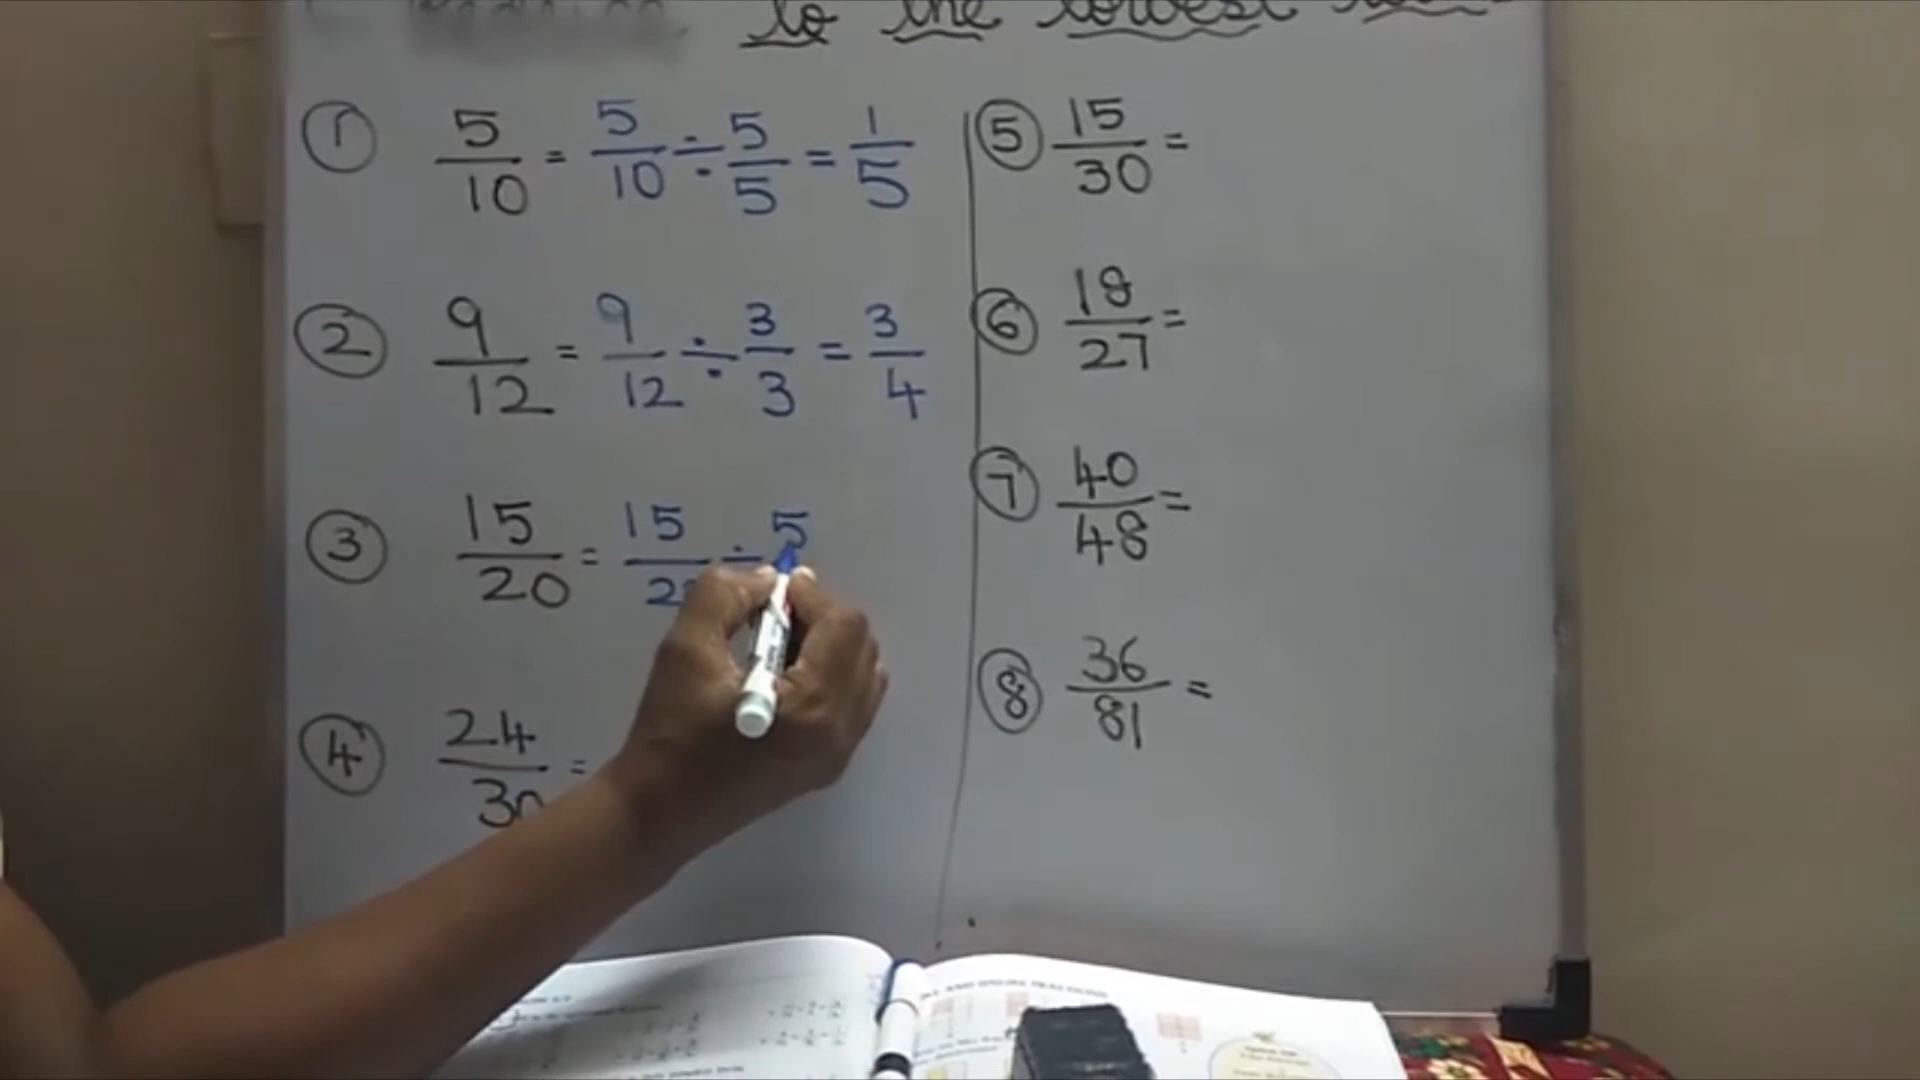 to the lowest
① 5/10 = 5/10 ÷ 5/5 = 1/5
② 9/12 = 9/12 ÷ 3/3 = 3/4
③ 15/20 = 15/2 ÷ 5
④ 24/30 =
⑤ 15/30 =
⑥ 18/27 =
⑦ 40/48 =
⑧ 36/81 =